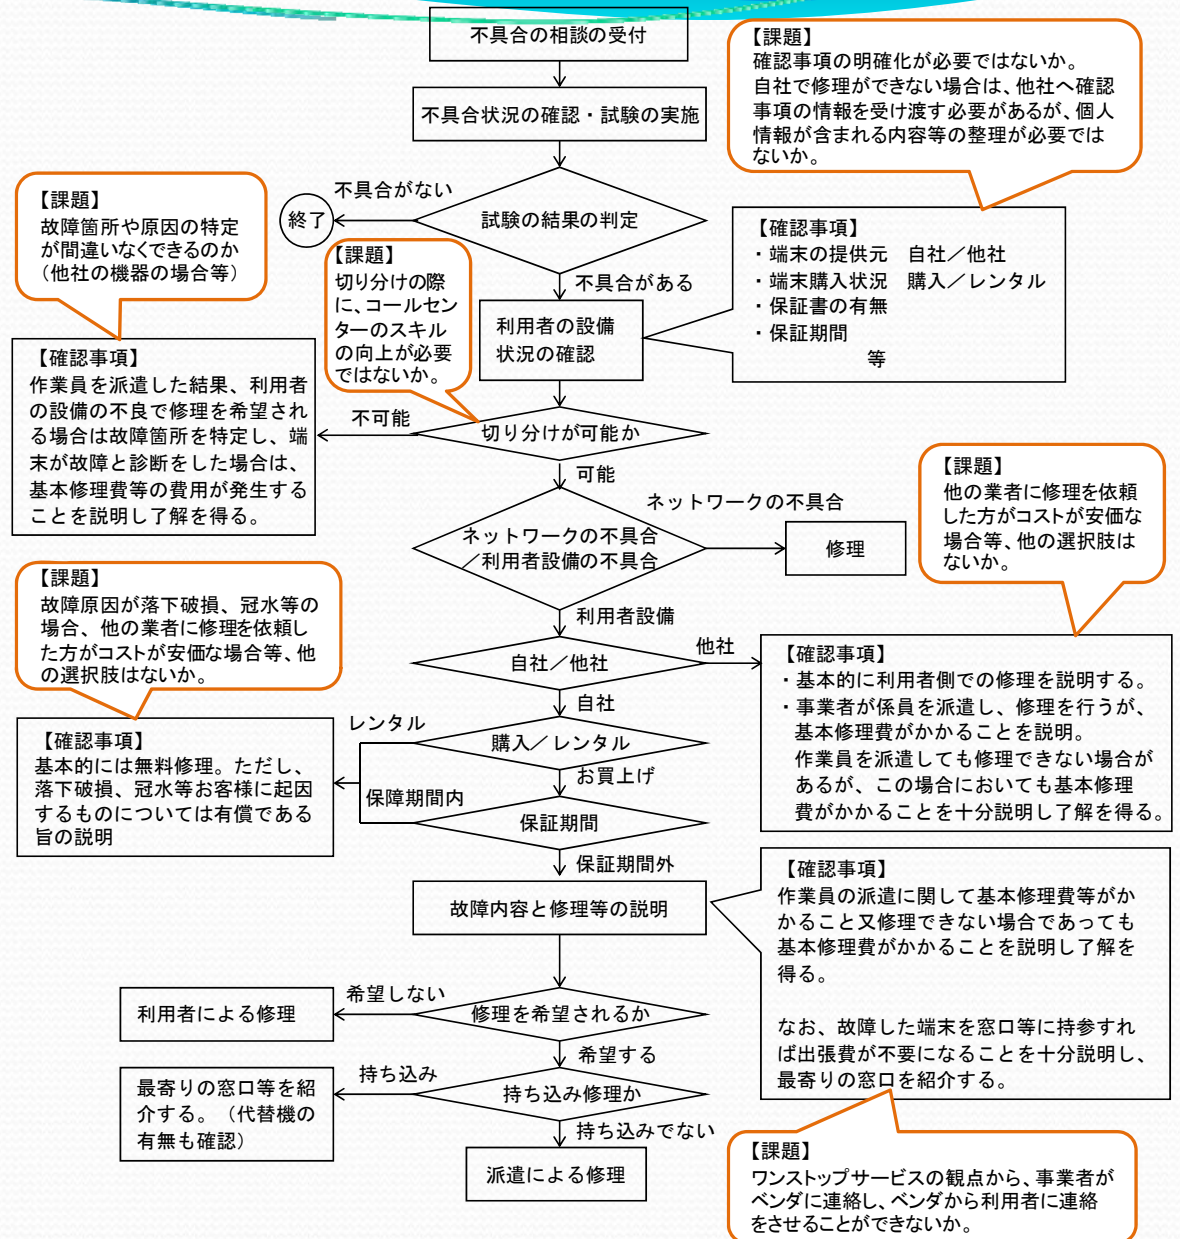 不具合の相談の受付
不具合状況の確認・試験の実施
【課題】
確認事項の明確化が必要ではないか。
自社で修理ができない場合は、他社へ確認
事項の情報を受け渡す必要があるが、個人
情報が含まれる内容等の整理が必要では
ないか。
試験の結果の判定
不具合がない
終了
不具合がある
【課題】
故障箇所や原因の特定
が間違いなくできるのか
（他社の機器の場合等）
【課題】
切り分けの際
に、コールセン
ターのスキル
の向上が必要
ではないか。
利用者の設備
状況の確認
【確認事項】
・端末の提供元　自社／他社
・端末購入状況　購入／レンタル
・保証書の有無
・保証期間
等
【確認事項】
作業員を派遣した結果、利用者
の設備の不良で修理を希望され
る場合は故障箇所を特定し、端
末が故障と診断をした場合は、
基本修理費等の費用が発生する
ことを説明し了解を得る。
不可能
切り分けが可能か
可能
ネットワークの不具合
／利用者設備の不具合
ネットワークの不具合
修理
【課題】
他の業者に修理を依頼
した方がコストが安価な
場合等、他の選択肢は
ないか。
利用者設備
自社／他社
他社
【確認事項】
・基本的に利用者側での修理を説明する。
・事業者が係員を派遣し、修理を行うが、
基本修理費がかかることを説明。
作業員を派遣しても修理できない場合が
あるが、この場合においても基本修理
費がかかることを十分説明し了解を得る。
【課題】
故障原因が落下破損、冠水等の
場合、他の業者に修理を依頼し
た方がコストが安価な場合等、他
の選択肢はないか。
自社
購入／レンタル
レンタル
お買上げ
【確認事項】
基本的には無料修理。ただし、
落下破損、冠水等お客様に起因
するものについては有償である
旨の説明
保障期間内
保証期間
保証期間外
故障内容と修理等の説明
【確認事項】
作業員の派遣に関して基本修理費等がか
かること又修理できない場合であっても
基本修理費がかかることを説明し了解を
得る。
なお、故障した端末を窓口等に持参すれ
ば出張費が不要になることを十分説明し、
最寄りの窓口を紹介する。
修理を希望されるか
希望しない
利用者による修理
希望する
持ち込み修理か
持ち込み
最寄りの窓口等を紹
介する。（代替機の
有無も確認）
持ち込みでない
派遣による修理
【課題】
ワンストップサービスの観点から、事業者が
ベンダに連絡し、ベンダから利用者に連絡
をさせることができないか。